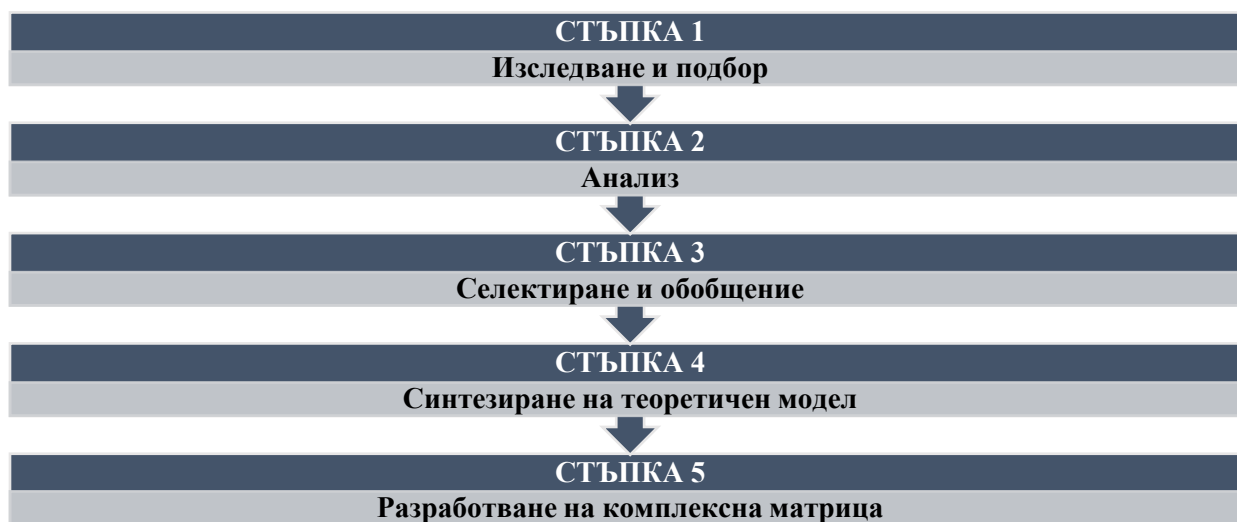 СТЪПКА 1
Изследване и подбор
СТЪПКА 2
Анализ
СТЪПКА 3
Селектиране и обобщение
СТЪПКА 4
Синтезиране на теоретичен модел
СТЪПКА 5
Разработване на комплексна матрица